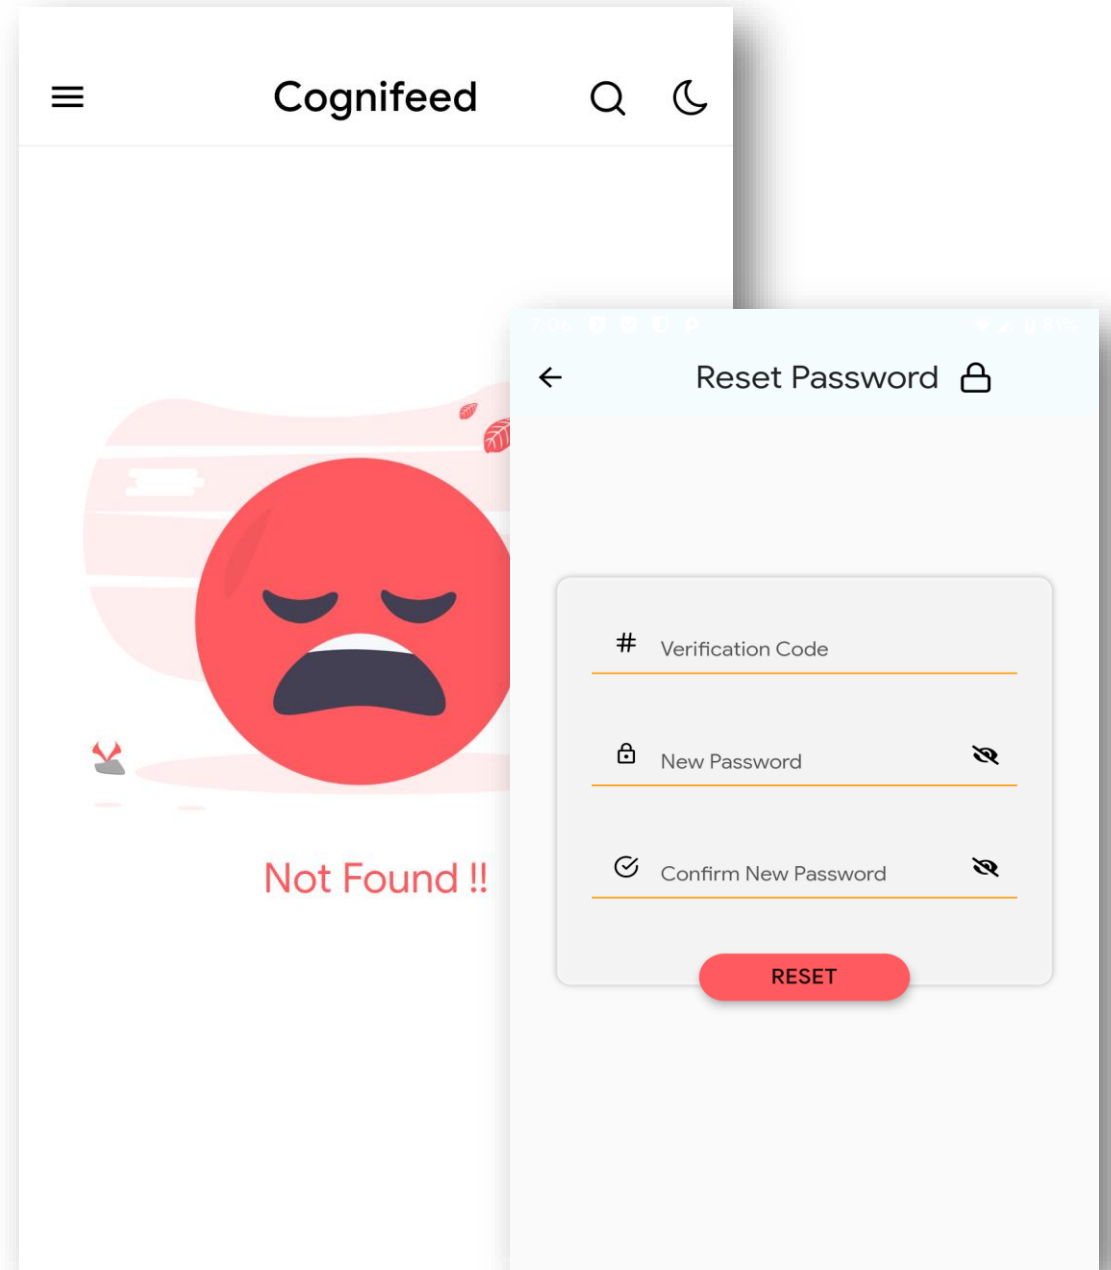 Cognifeed
Not Found !!
Reset Password
# Verification Code
New Password
Confirm New Password
RESET